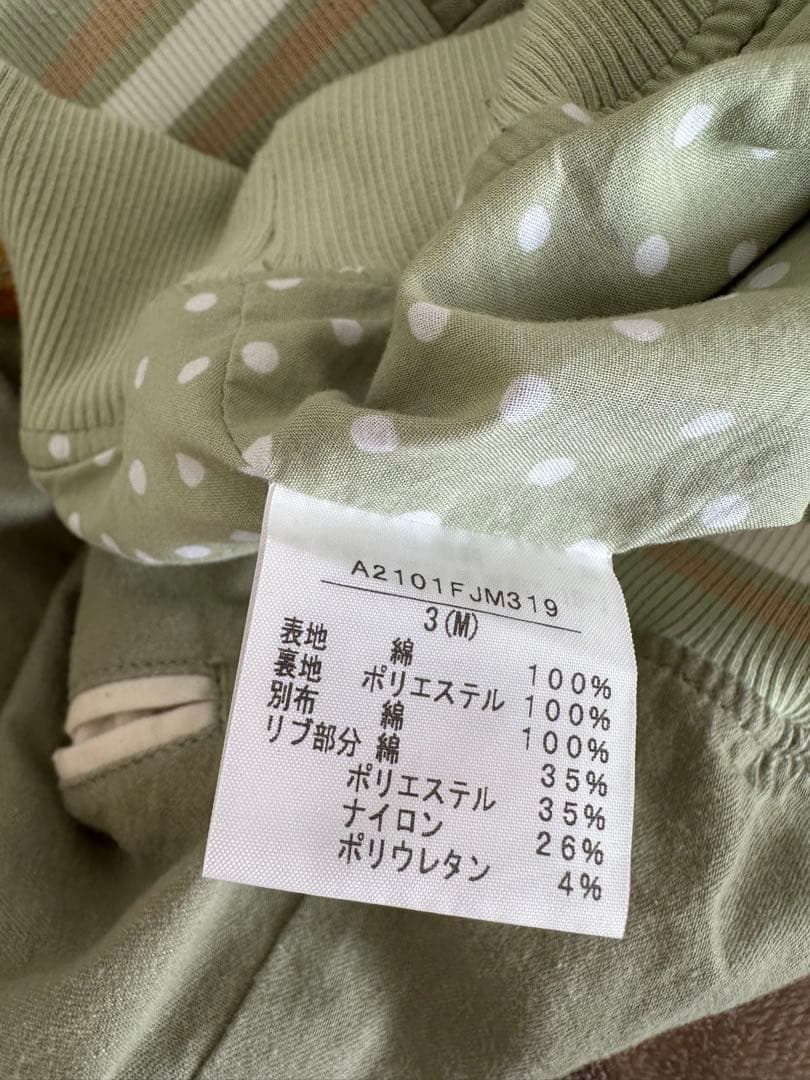 A2101FJM319
3(M)
表地 綿 100%
裏地 ポリエステル 100%
別布 綿 100%
リブ部分 綿 35%
ポリエステル 35%
ナイロン 26%
ポリウレタン 4%